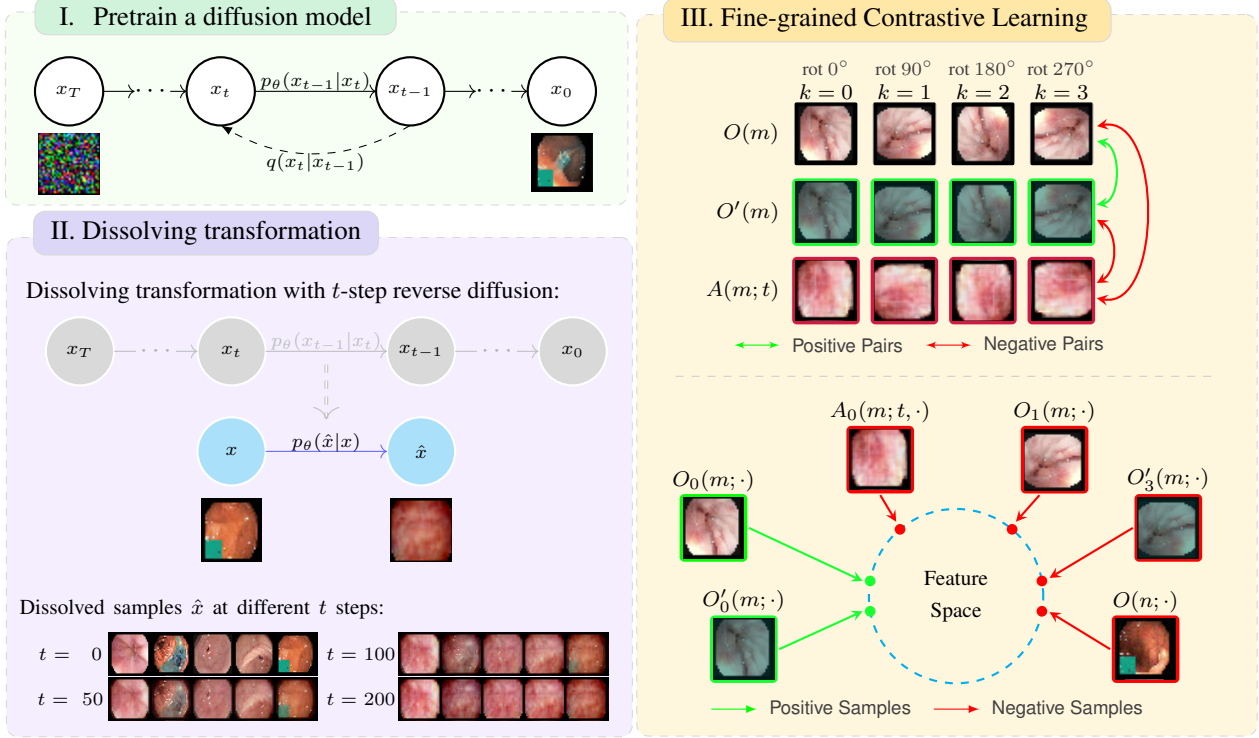 I. Pretrain a diffusion model
x_T
· · ·
x_t
p_θ(x_{t−1}|x_t)
x_{t−1}
· · ·
x_0
q(x_t|x_{t−1})
II. Dissolving transformation
Dissolving transformation with t-step reverse diffusion:
x_T
· · ·
x_t
p_θ(x_{t−1}|x_t)
x_{t−1}
· · ·
x_0
x
p_θ(x̂|x)
x̂
Dissolved samples x̂ at different t steps:
t = 0
t = 100
t = 50
t = 200
III. Fine-grained Contrastive Learning
rot 0° rot 90° rot 180° rot 270°
k = 0 k = 1 k = 2 k = 3
O(m)
O′(m)
A(m; t)
Positive Pairs
Negative Pairs
A_0(m; t, ·)
O_1(m; ·)
O_0(m; ·)
O′_3(m; ·)
Feature
Space
O′_0(m; ·)
O(n; ·)
Positive Samples
Negative Samples